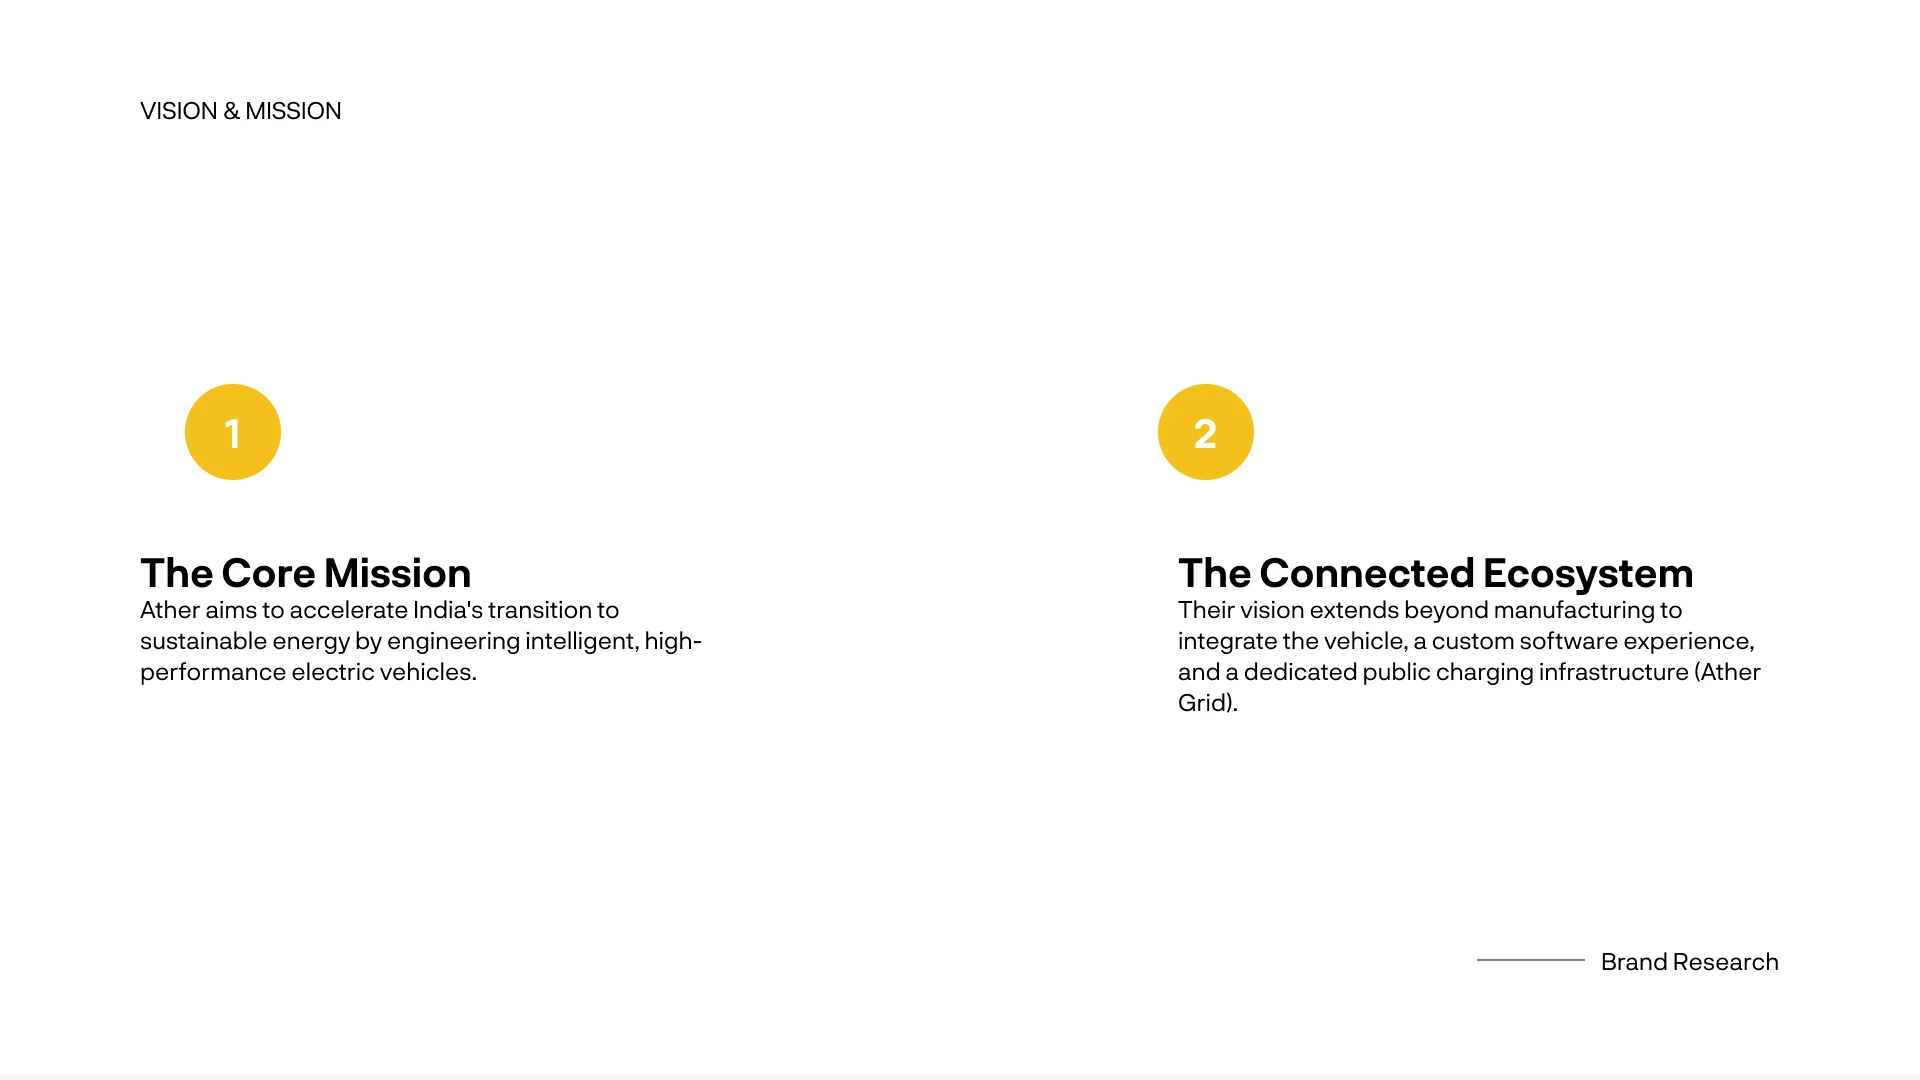 VISION & MISSION
1
The Core Mission
Ather aims to accelerate India's transition to
sustainable energy by engineering intelligent, high-
performance electric vehicles.
2
The Connected Ecosystem
Their vision extends beyond manufacturing to
integrate the vehicle, a custom software experience,
and a dedicated public charging infrastructure (Ather
Grid).
Brand Research